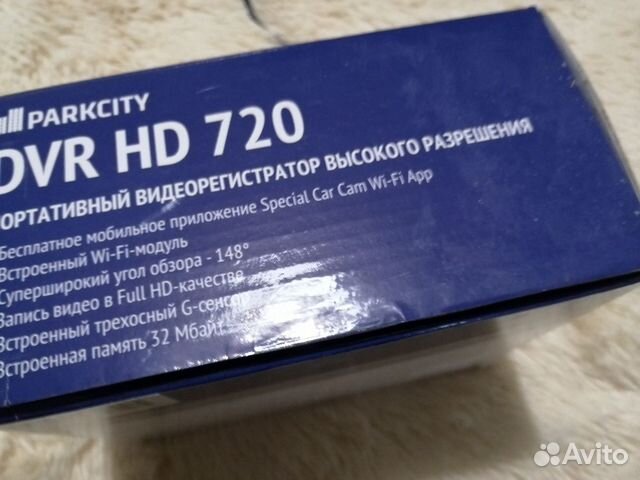 PARKCITY
DVR HD 720
ПОРТАТИВНЫЙ ВИДЕОРЕГИСТРАТОР ВЫСОКОГО РАЗРЕШЕНИЯ
Бесплатное мобильное приложение Special Car Cam Wi-Fi App
Встроенный Wi-Fi-модуль
Суперширокий угол обзора - 148°
Запись видео в Full HD-качестве
Встроенный трехосный G-сенсор
Встроенная память 32 Мбайт
Avito